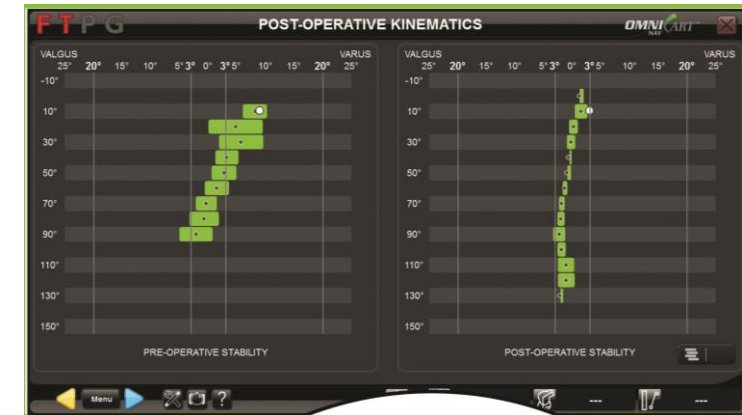 F T P G
POST-OPERATIVE KINEMATICS
OMNI CART
NAV
VALGUS VARUS
25° 20° 15° 10° 5° 3° 0° 3° 5° 10° 15° 20° 25°
-10°
10°
30°
50°
70°
90°
110°
130°
150°
PRE-OPERATIVE STABILITY
VALGUS VARUS
25° 20° 15° 10° 5° 3° 0° 3° 5° 10° 15° 20° 25°
-10°
10°
30°
50°
70°
90°
110°
130°
150°
POST-OPERATIVE STABILITY
Menu ? --- ---